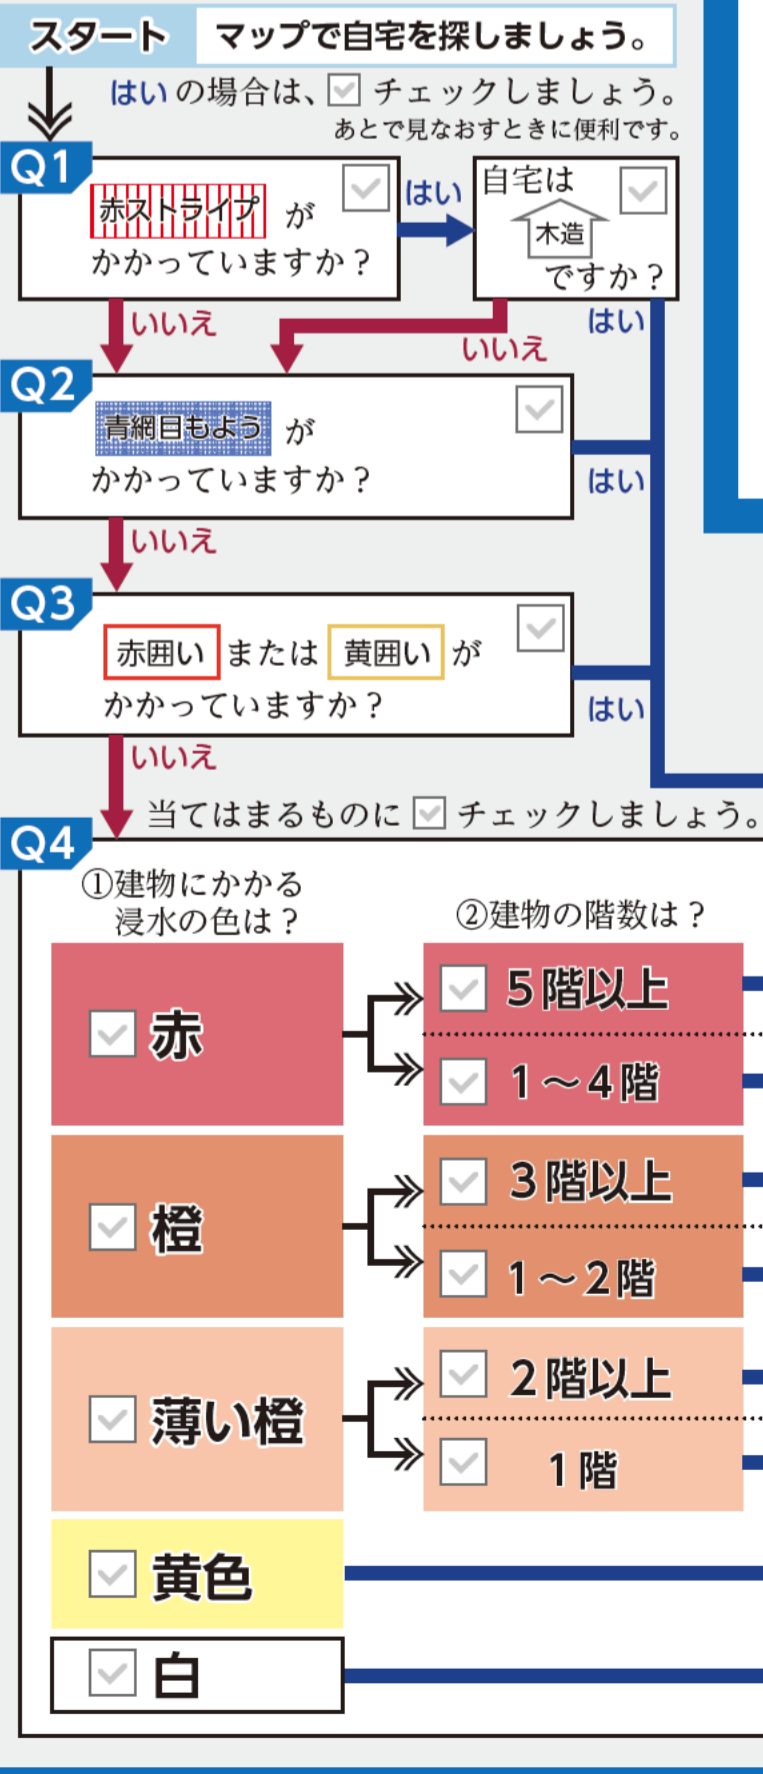 スタート マップで自宅を探しましょう。
はいの場合は、チェックしましょう。
あとで見なおすときに便利です。
Q1
赤ストライプ が
かかっていますか？
はい
自宅は
木造
ですか？
いいえ
いいえ
はい
Q2
青網目もよう が
かかっていますか？
はい
いいえ
Q3
赤囲い または 黄囲い が
かかっていますか？
はい
いいえ
当てはまるものに チェックしましょう。
Q4
①建物にかかる
浸水の色は？
②建物の階数は？
赤
5階以上
1～4階
橙
3階以上
1～2階
薄い橙
2階以上
1階
黄色
白